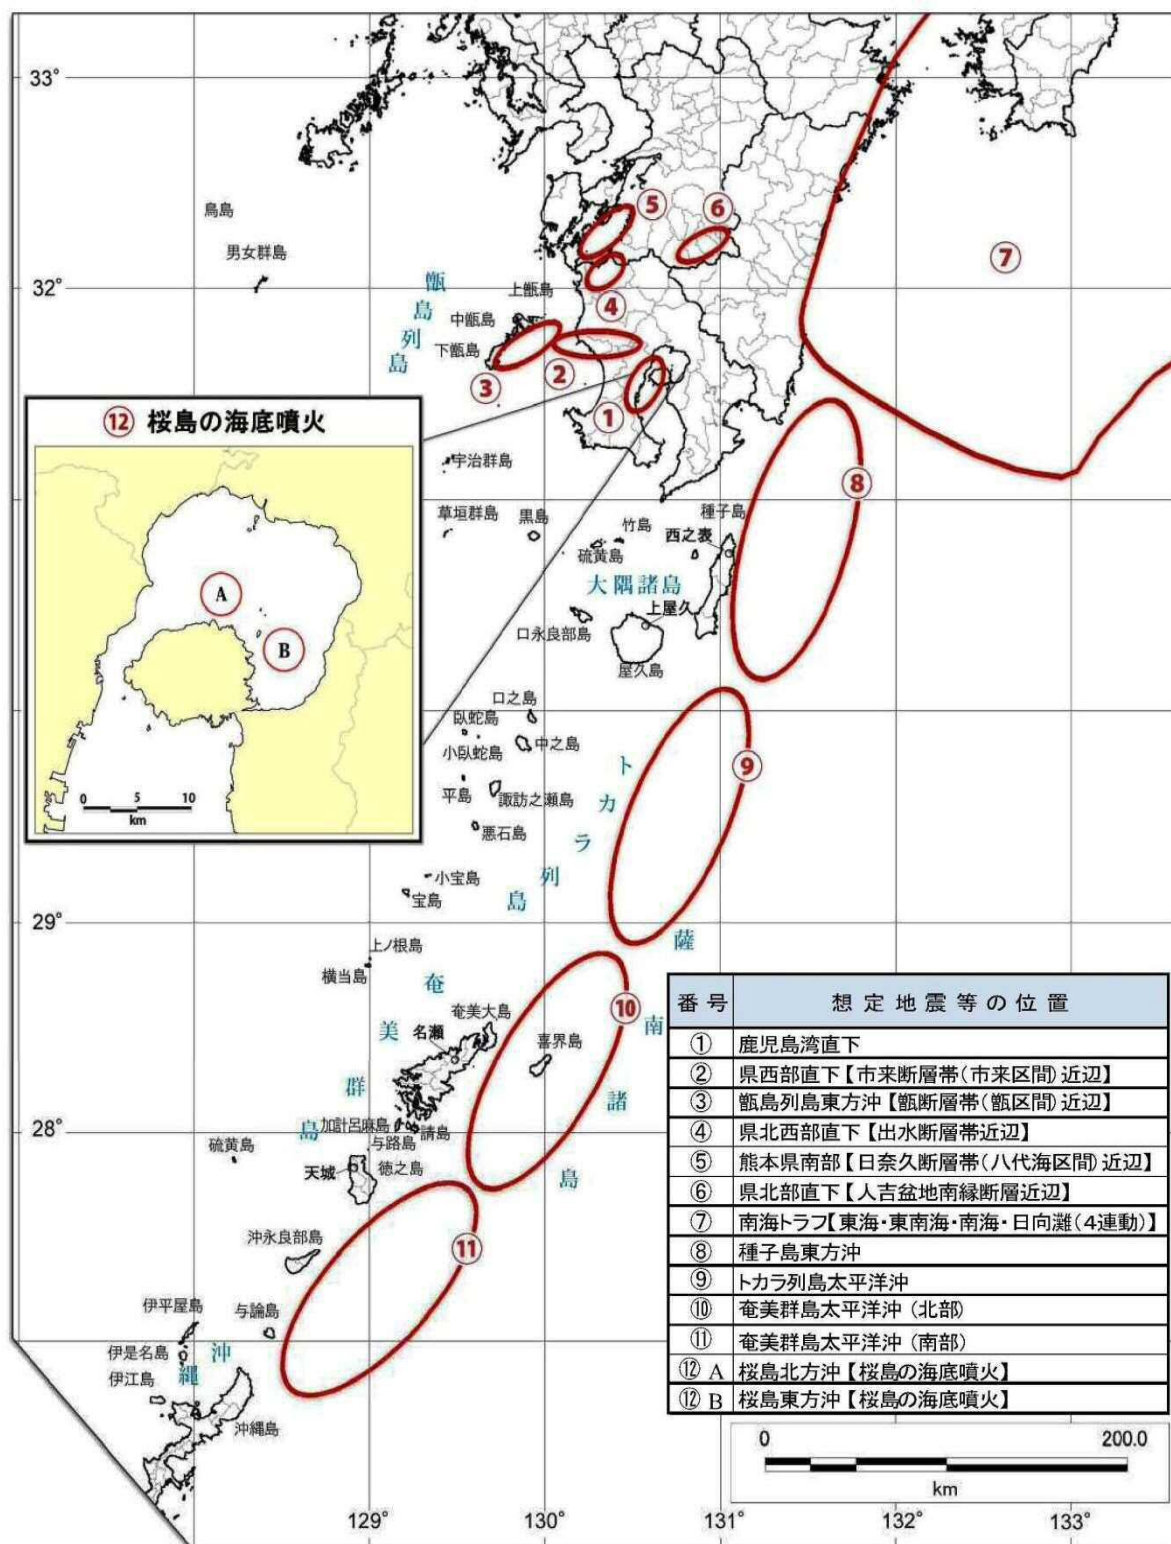 33°
鳥島
男女群島
32°
甑島列島
上甑島
中甑島
下甑島
⑤
⑥
⑦
④
③
②
①
⑫ 桜島の海底噴火
A
B
0 5 10
km
宇治群島
草垣群島
黒島
竹島
硫黄島
種子島
西之表
⑧
大隅諸島
上屋久
口永良部島
屋久島
口之島
臥蛇島
中之島
小臥蛇島
平島
諏訪之瀬島
悪石島
小宝島
宝島
トカラ列島
⑨
29°
薩南諸島
上ノ根島
横当島
奄美群島
奄美大島
名瀬
喜界島
⑩
28°
硫黄島
加計呂麻島
請島
与路島
天城
徳之島
沖永良部島
⑪
伊平屋島
与論島
伊是名島
沖縄
伊江島
沖縄島
番号 想定地震等の位置
① 鹿児島湾直下
② 県西部直下【市来断層帯(市来区間)近辺】
③ 甑島列島東方沖【甑断層帯(甑区間)近辺】
④ 県北西部直下【出水断層帯近辺】
⑤ 熊本県南部【日奈久断層帯(八代海区間)近辺】
⑥ 県北部直下【人吉盆地南縁断層近辺】
⑦ 南海トラフ【東海・東南海・南海・日向灘(4連動)】
⑧ 種子島東方沖
⑨ トカラ列島太平洋沖
⑩ 奄美群島太平洋沖(北部)
⑪ 奄美群島太平洋沖(南部)
⑫ A 桜島北方沖【桜島の海底噴火】
⑫ B 桜島東方沖【桜島の海底噴火】
0 200.0
km
129° 130° 131° 132° 133°